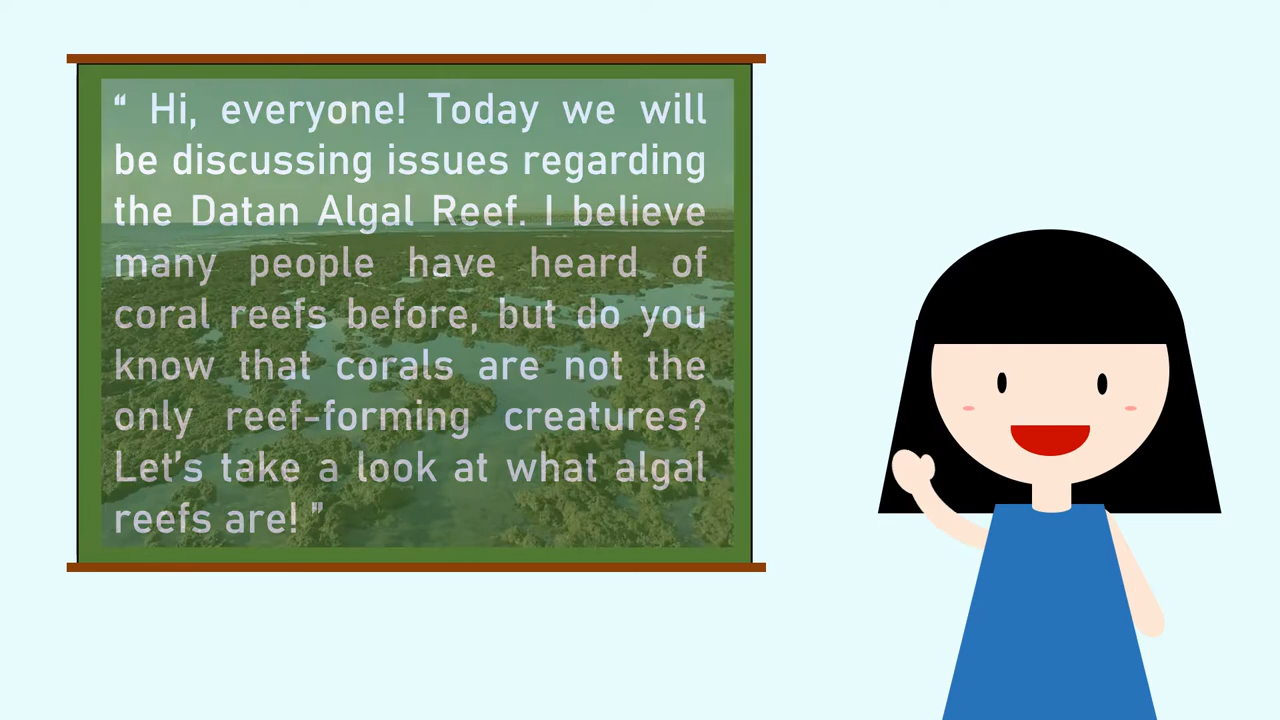 “ Hi, everyone! Today we will
be discussing issues regarding
the Datan Algal Reef. I believe
many people have heard of
coral reefs before, but do you
know that corals are not the
only reef-forming creatures?
Let’s take a look at what algal
reefs are! ”